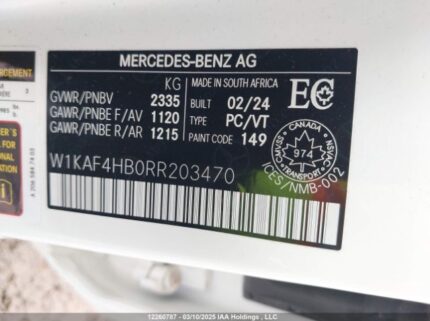 MERCEDES-BENZ AG
KG
MADE IN SOUTH AFRICA
GVWR/PNBV 2335
BUILT 02/24
GAWR/PNBE F/AV 1120
TYPE PC/VT
GAWR/PNBE R/AR 1215
PAINT CODE 149
W1KAF4HB0RR203470
EC
CANADA
974
NSVAC
ICES/NMB-002
12260787 - 03/10/2025 IAA Holdings, LLC